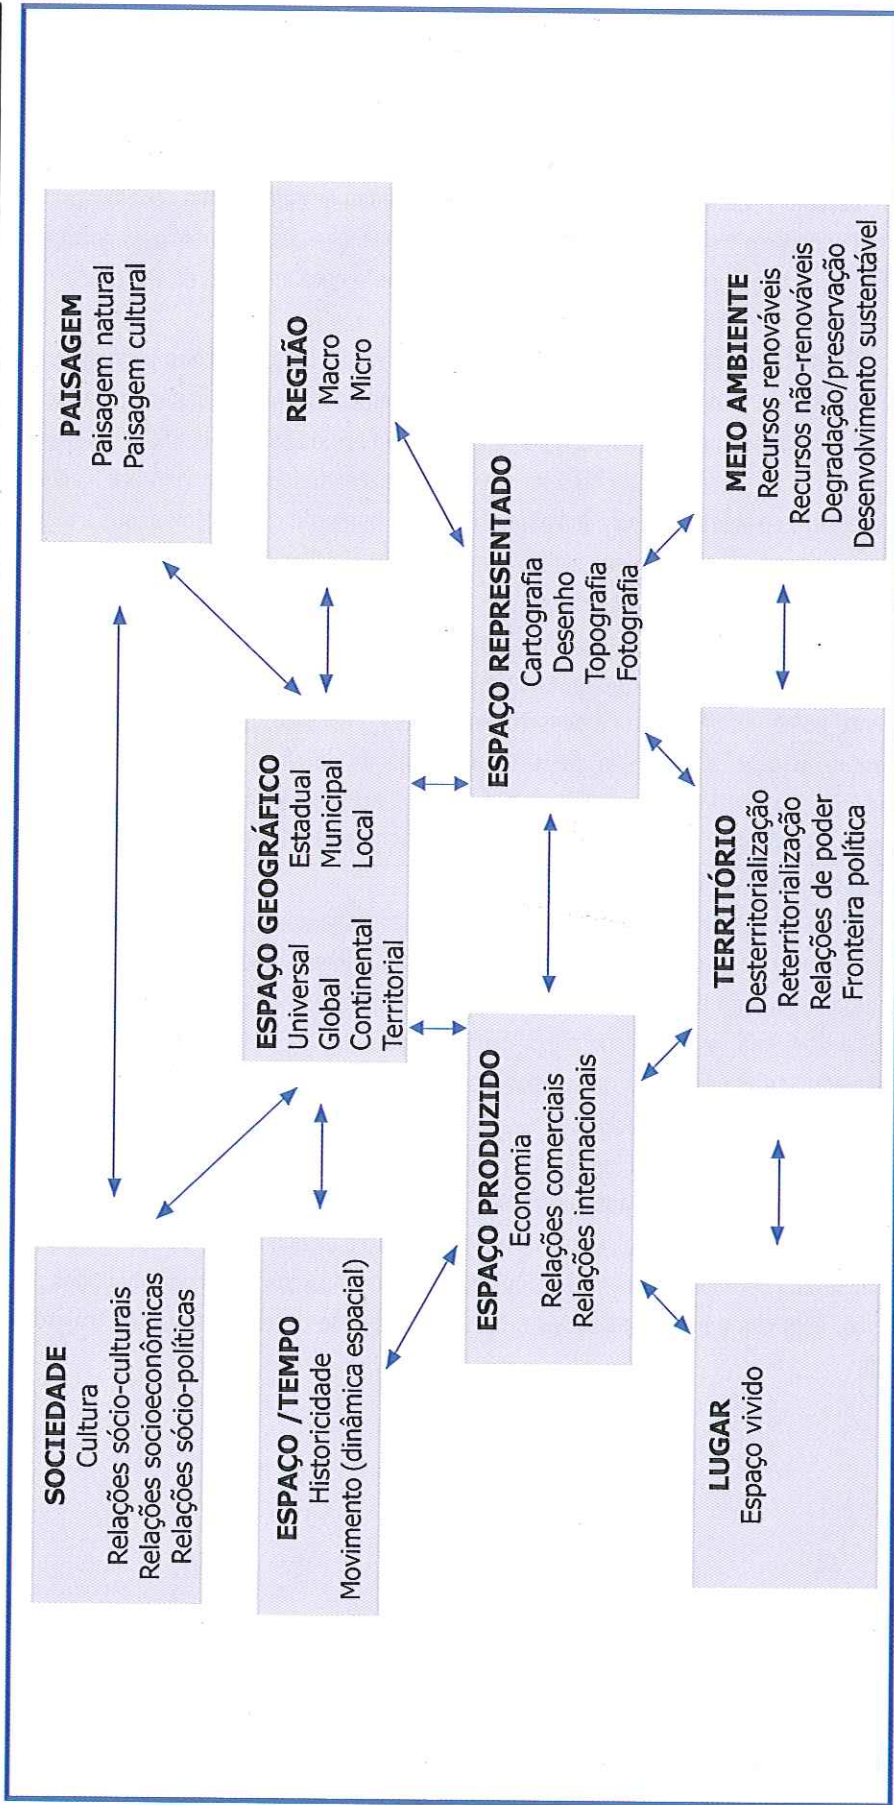 SOCIEDADE
Cultura
Relações sócio-culturais
Relações socioeconômicas
Relações sócio-políticas
PAISAGEM
Paisagem natural
Paisagem cultural
ESPAÇO /TEMPO
Historicidade
Movimento (dinâmica espacial)
ESPAÇO GEOGRÁFICO
Universal Estadual
Global Municipal
Continental Local
Territorial
REGIÃO
Macro
Micro
ESPAÇO PRODUZIDO
Economia
Relações comerciais
Relações internacionais
ESPAÇO REPRESENTADO
Cartografia
Desenho
Topografia
Fotografia
LUGAR
Espaço vivido
TERRITÓRIO
Desterritorialização
Reterritorialização
Relações de poder
Fronteira política
MEIO AMBIENTE
Recursos renováveis
Recursos não-renováveis
Degradação/preservação
Desenvolvimento sustentável